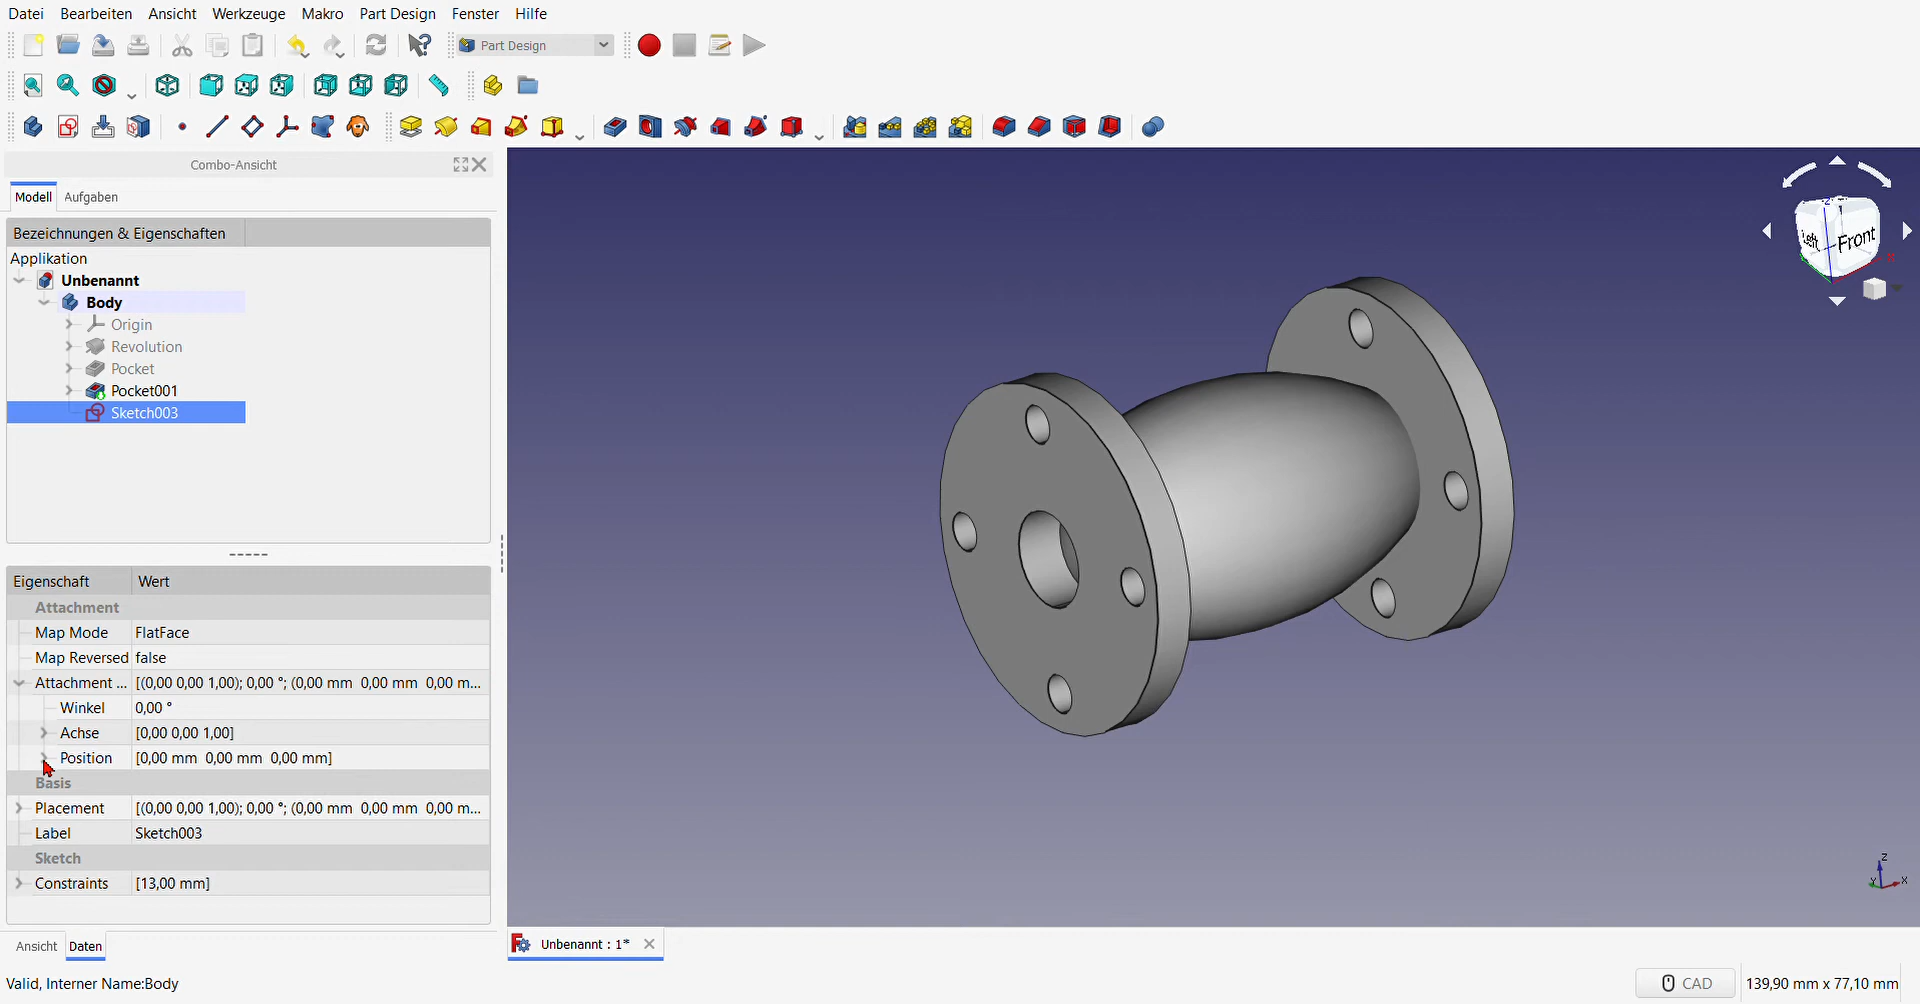 Datei Bearbeiten Ansicht Werkzeuge Makro Part Design Fenster Hilfe
Part Design
Combo-Ansicht
Modell Aufgaben
Bezeichnungen & Eigenschaften
Applikation
Unbenannt
Body
Origin
Revolution
Pocket
Pocket001
Sketch003
Eigenschaft Wert
Attachment
Map Mode FlatFace
Map Reversed false
Attachment ... [(0,00 0,00 1,00); 0,00 °; (0,00 mm 0,00 mm 0,00 m...
Winkel 0,00 °
Achse [0,00 0,00 1,00]
Position [0,00 mm 0,00 mm 0,00 mm]
Basis
Placement [(0,00 0,00 1,00); 0,00 °; (0,00 mm 0,00 mm 0,00 m...
Label Sketch003
Sketch
Constraints [13,00 mm]
Ansicht Daten
Left Front
Z
Y X
Unbenannt : 1*
Valid, Interner Name:Body
CAD 139,90 mm x 77,10 mm